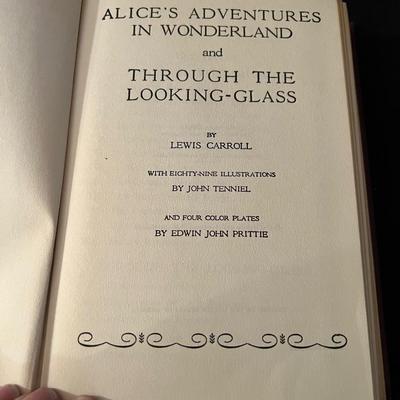 ALICE'S ADVENTURES
IN WONDERLAND
and
THROUGH THE
LOOKING-GLASS
BY
LEWIS CARROLL
WITH EIGHTY-NINE ILLUSTRATIONS
BY JOHN TENNIEL
AND FOUR COLOR PLATES
BY EDWIN JOHN PRITTIE